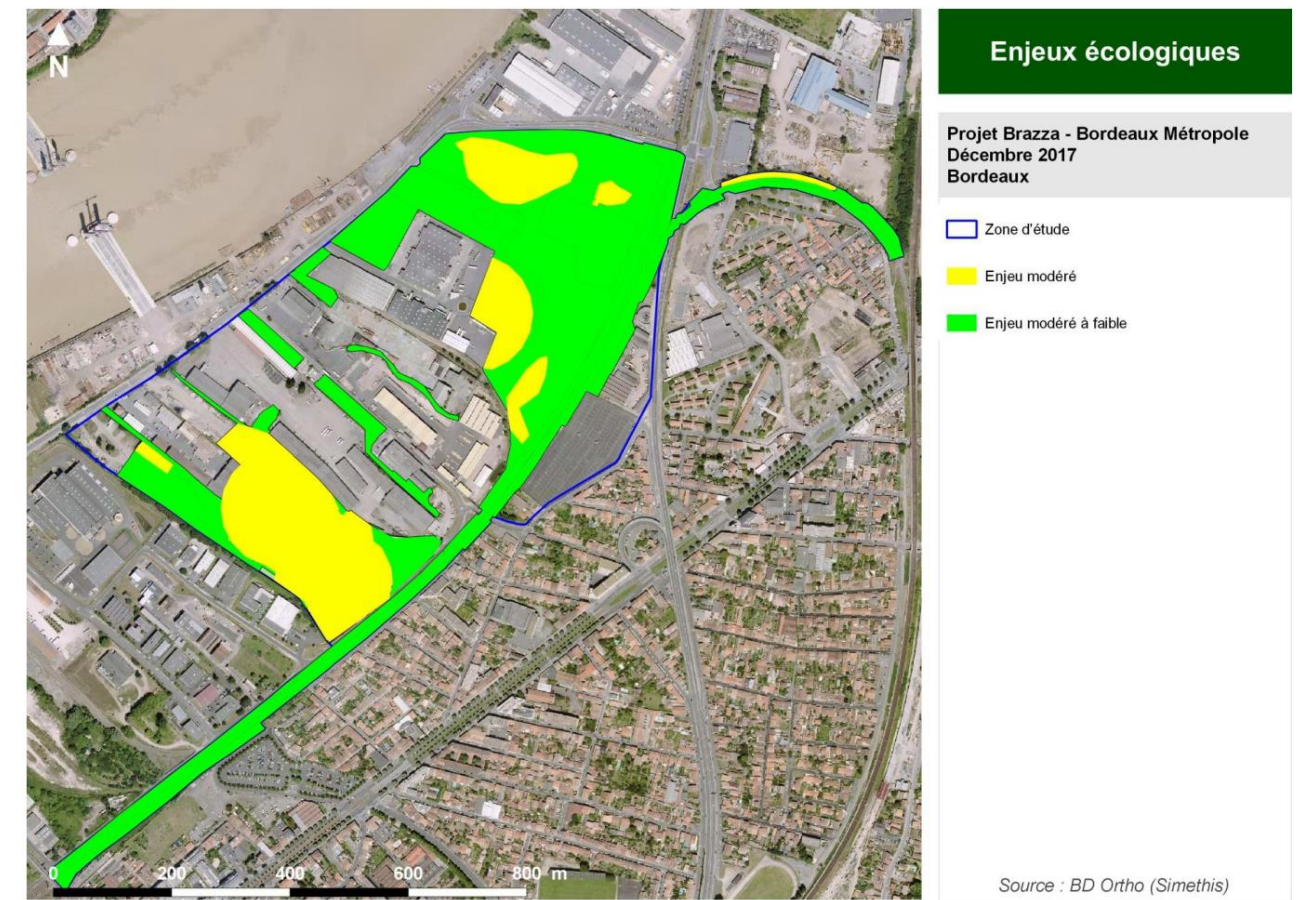 N
Enjeux écologiques
Projet Brazza - Bordeaux Métropole
Décembre 2017
Bordeaux
Zone d'étude
Enjeu modéré
Enjeu modéré à faible
0 200 400 600 800 m
Source : BD Ortho (Simethis)